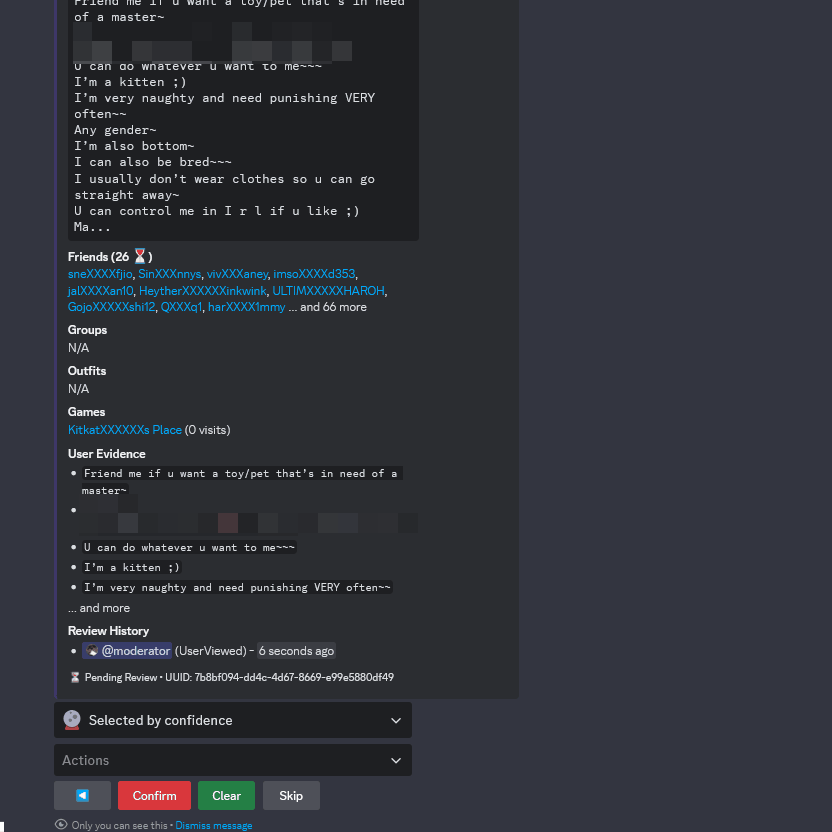 Friend me if u want a toy/pet that's in need
of a master~
U can do whatever u want to me~~~
I'm a kitten ;)
I'm very naughty and need punishing VERY
often~~
Any gender~
I'm also bottom~
I can also be bred~~~
I usually don't wear clothes so u can go
straight away~
U can control me in I r l if u like ;)
Ma...
Friends (26 ⏳)
sneXXXXfjio, SinXXXnnys, vivXXXaney, imsoXXXXd353,
jalXXXXan10, HeytherXXXXXXinkwink, ULTIMXXXXXHAROH,
GojoXXXXXshi12, QXXXq1, harXXXX1mmy ... and 66 more
Groups
N/A
Outfits
N/A
Games
KitkatXXXXXXs Place (0 visits)
User Evidence
• Friend me if u want a toy/pet that's in need of a
master~
• U can do whatever u want to me~~~
• I'm a kitten ;)
• I'm very naughty and need punishing VERY often~~
... and more
Review History
• @moderator (UserViewed) - 6 seconds ago
⏳ Pending Review • UUID: 7b8bf094-dd4c-4d67-8669-e99e5880df49
Selected by confidence
Actions
Confirm Clear Skip
Only you can see this • Dismiss message